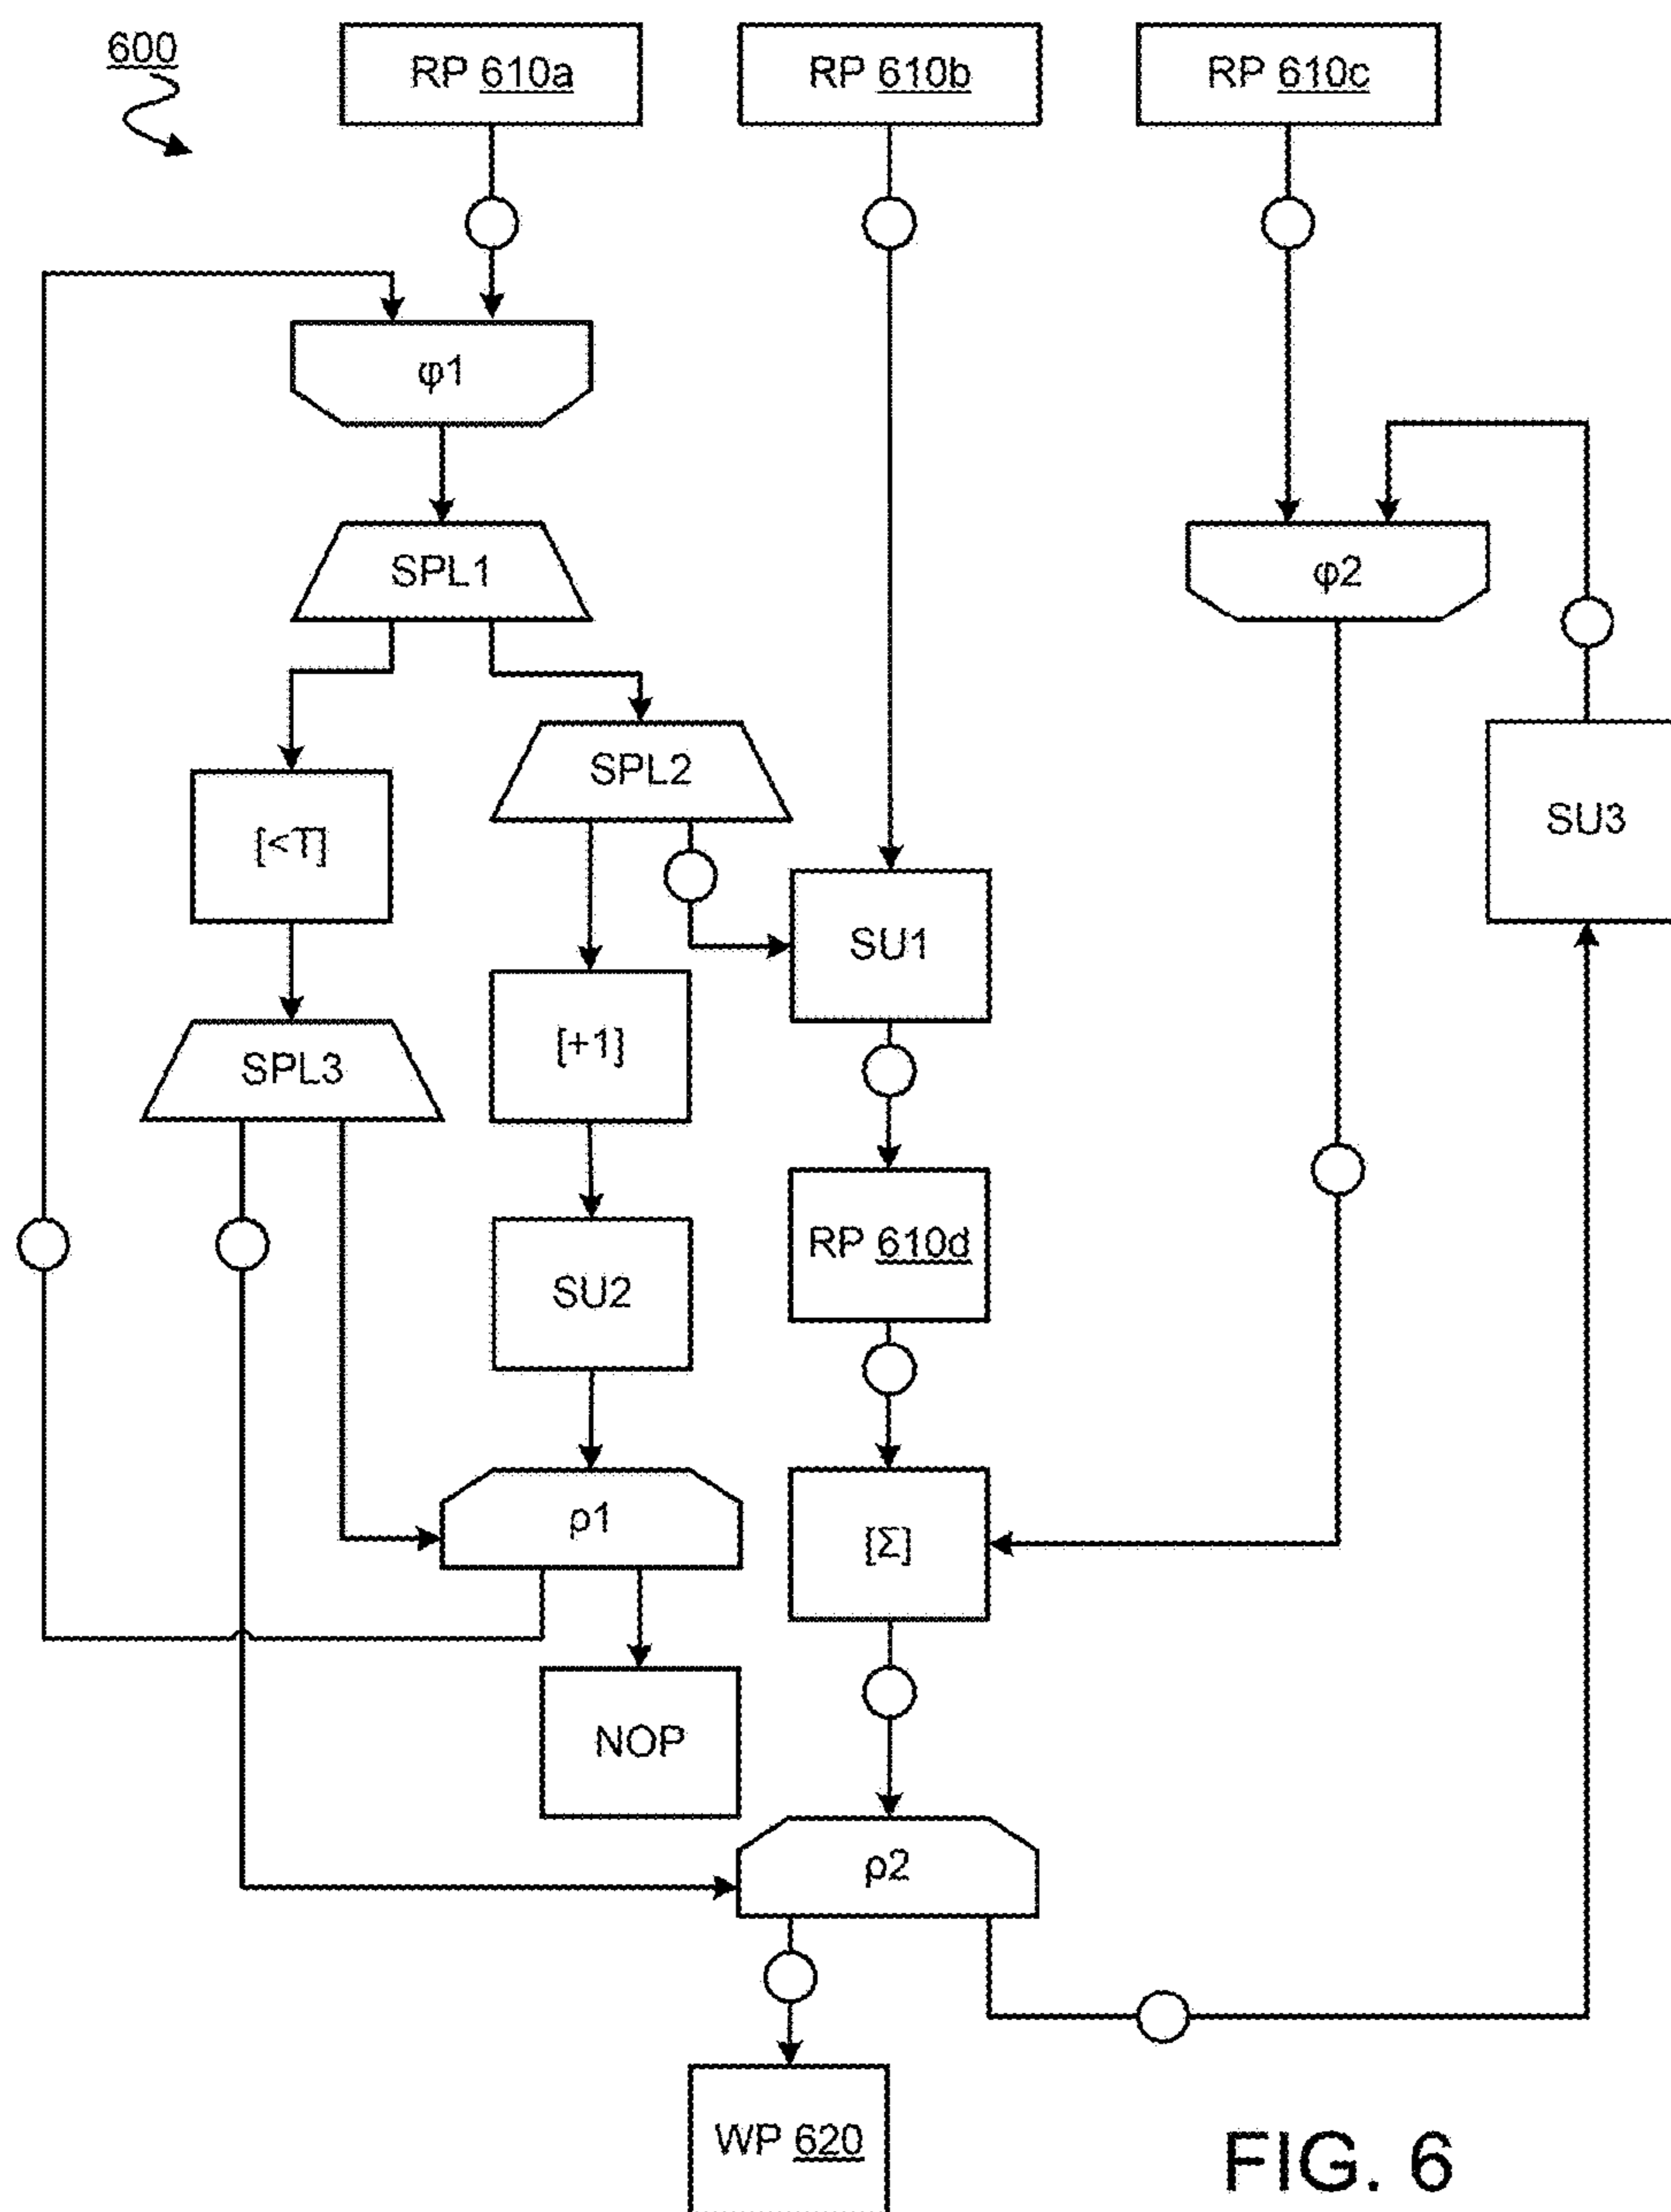 600
RP 610a
RP 610b
RP 610c
φ1
SPL1
φ2
SPL2
SU3
[<T]
SU1
[+1]
SPL3
RP 610d
SU2
ρ1
[Σ]
NOP
ρ2
WP 620
FIG. 6